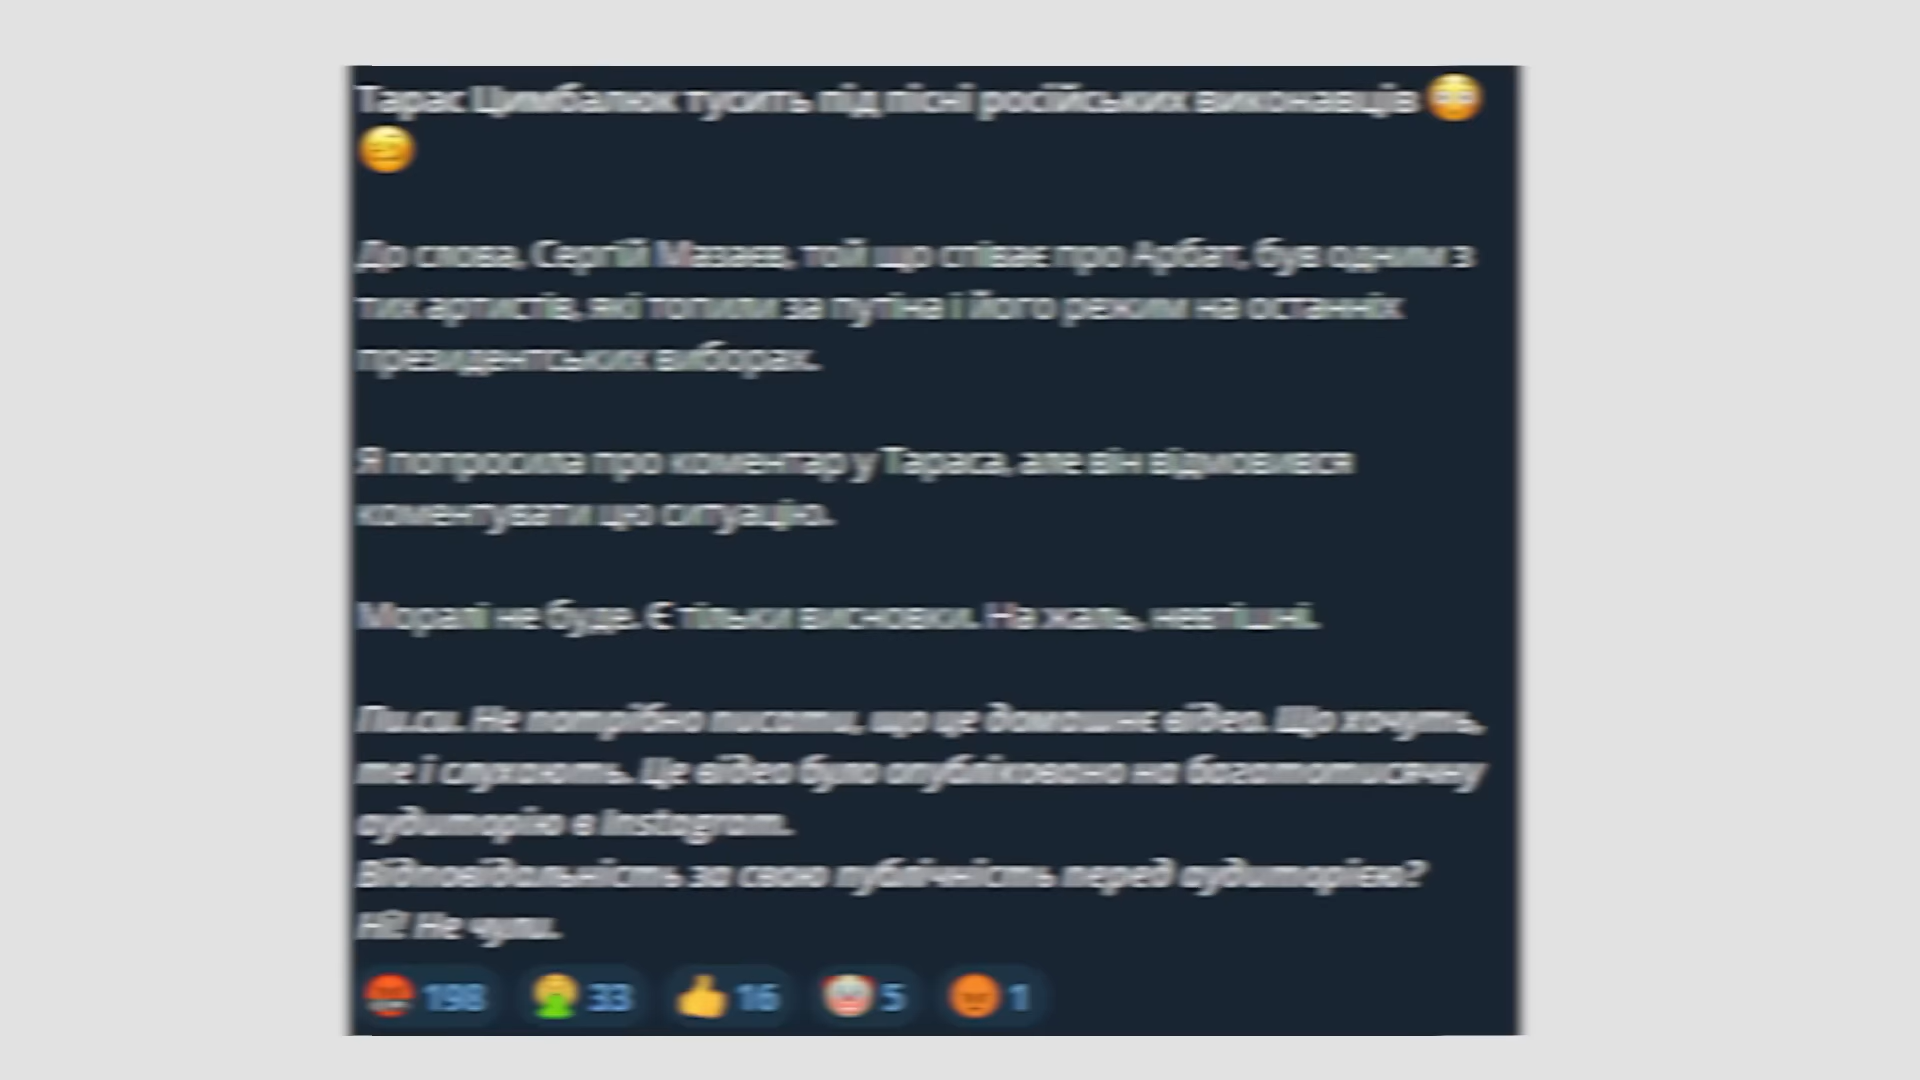 Тарас Цимбалюк тусить під пісні російських виконавців 😳
🫠
До слова, Сергій Мазаєв, той що співає про Арбат, був одним з
тих артистів, які топили за путіна і його режим на останніх
президентських виборах.
Я попросила про коментар у Тараса, але він відмовився
коментувати цю ситуацію.
Моралі не буде. Є тільки висновки. На жаль, невтішні.
Пи.си. Не потрібно писати, що це домашнє відео. Що хочуть,
те і слухають. Це відео було опубліковано на багатотисячну
аудиторію в Instagram.
Відповідальність за свою публічність перед аудиторією?
Ні! Не чули.
198 33 16 5 1